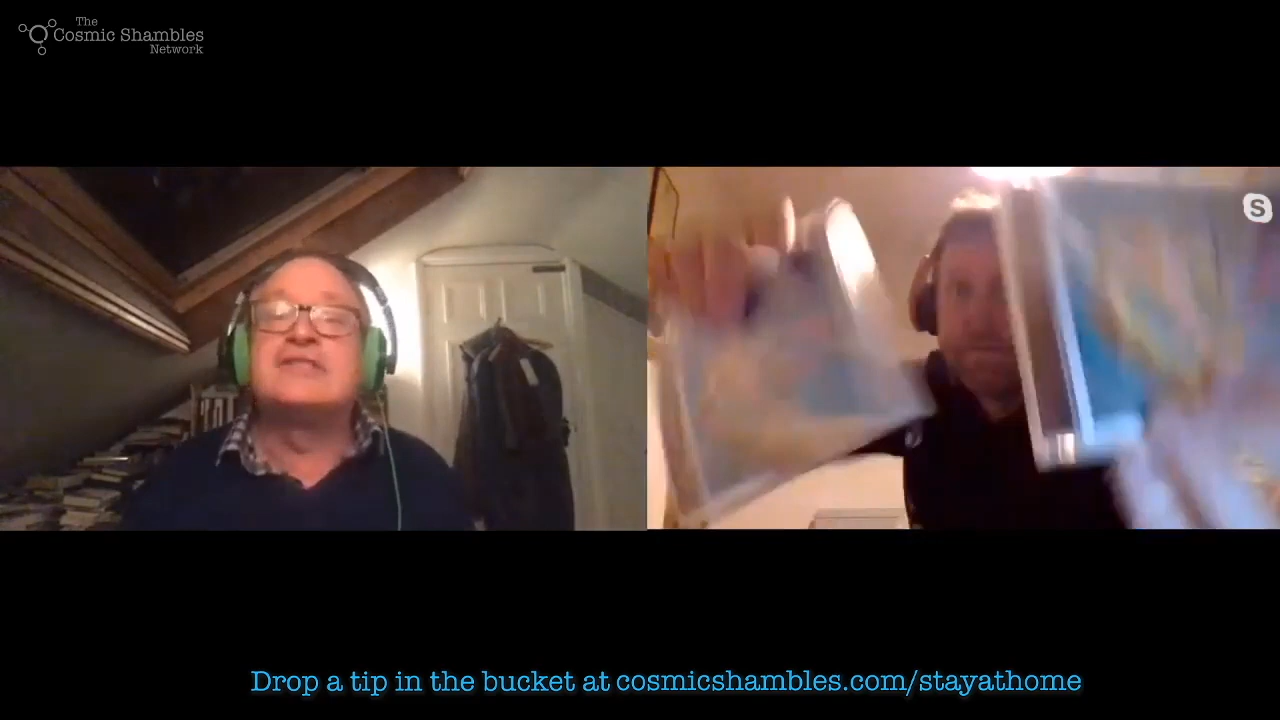 The
Cosmic Shambles
Network
S
Drop a tip in the bucket at cosmicshambles.com/stayathome